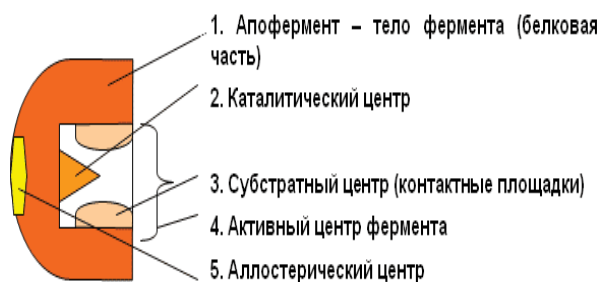 1. Апофермент – тело фермента (белковая
часть)
2. Каталитический центр
3. Субстратный центр (контактные площадки)
4. Активный центр фермента
5. Аллостерический центр